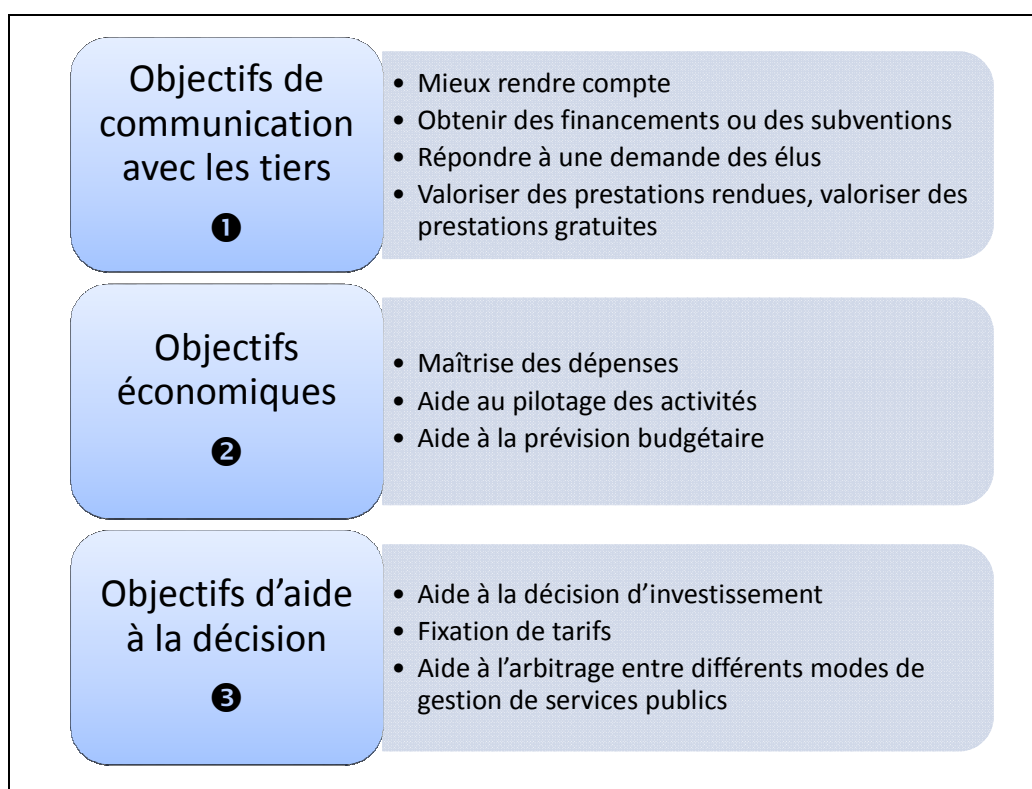 Objectifs de
communication
avec les tiers
❶
• Mieux rendre compte
• Obtenir des financements ou des subventions
• Répondre à une demande des élus
• Valoriser des prestations rendues, valoriser des
prestations gratuites
Objectifs
économiques
❷
• Maîtrise des dépenses
• Aide au pilotage des activités
• Aide à la prévision budgétaire
Objectifs d’aide
à la décision
❸
• Aide à la décision d’investissement
• Fixation de tarifs
• Aide à l’arbitrage entre différents modes de
gestion de services publics